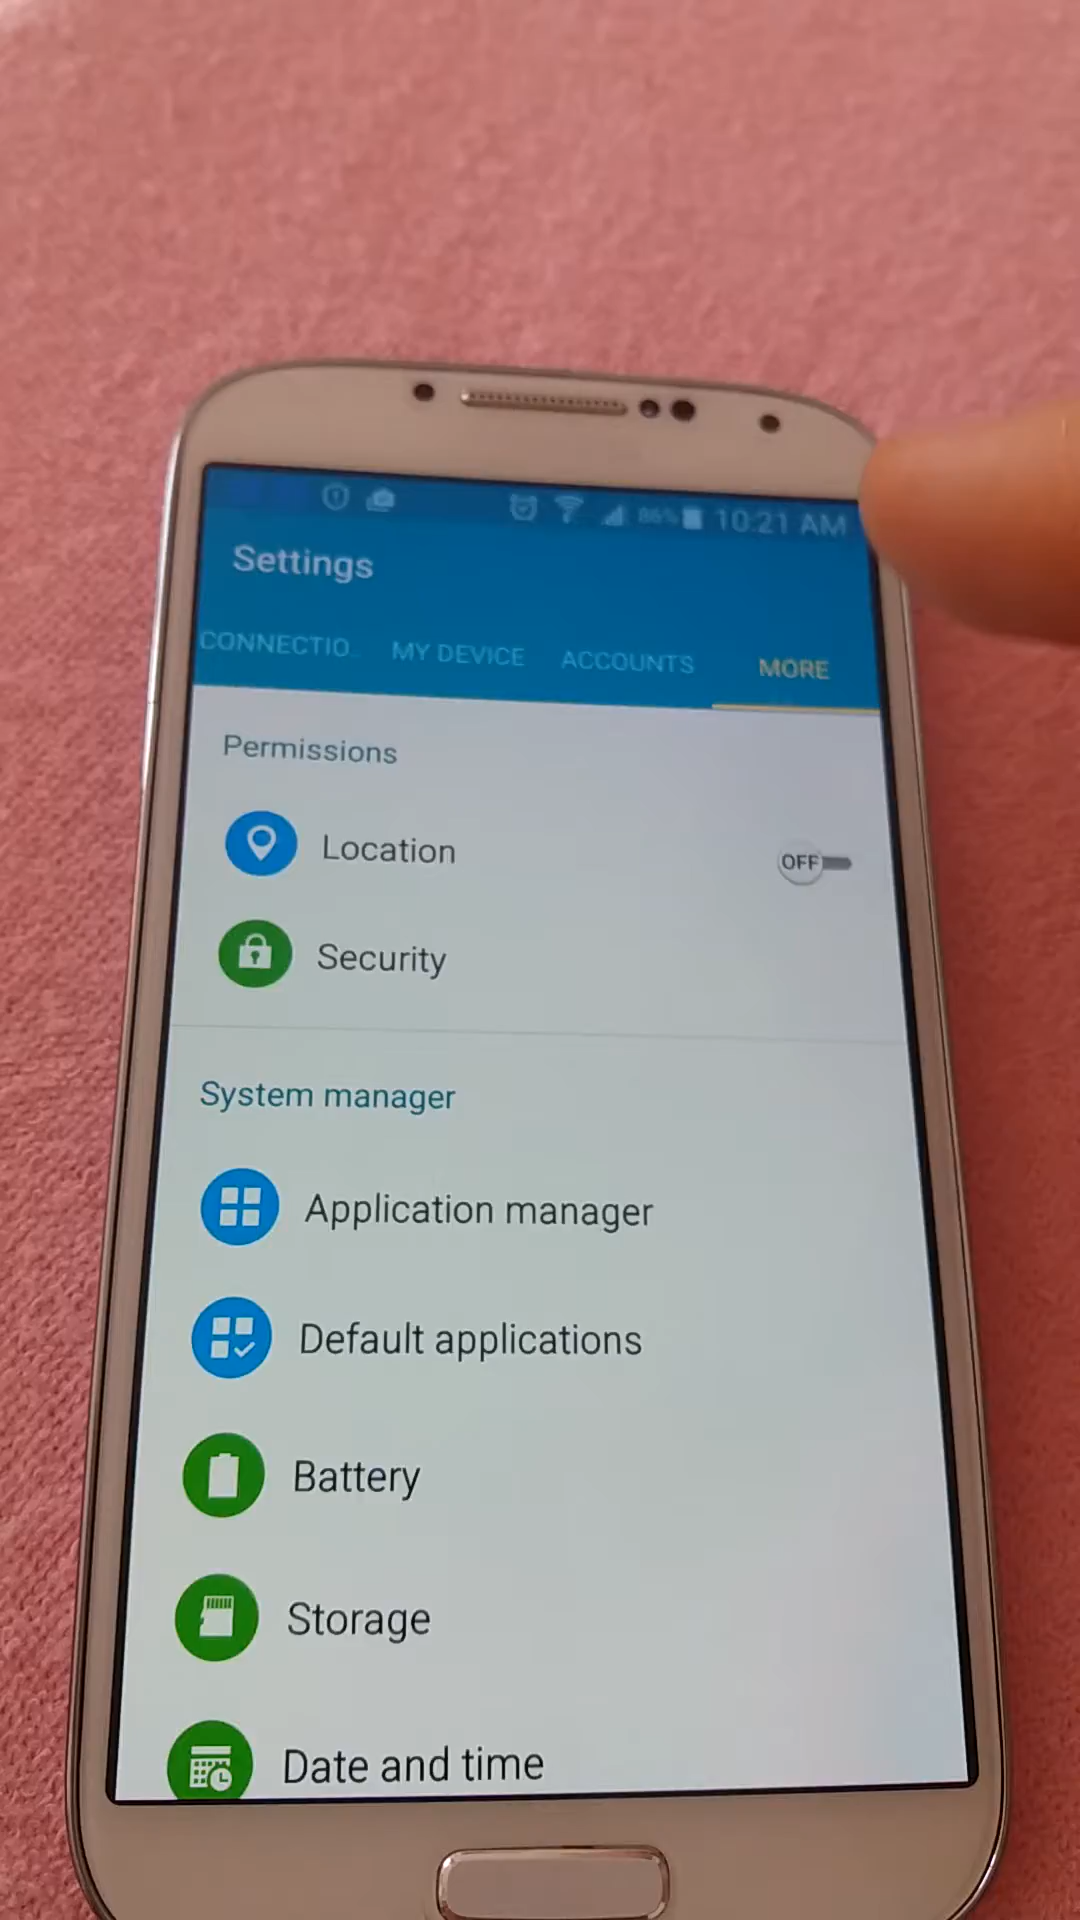 86% 10:21 AM
Settings
CONNECTIO..
MY DEVICE
ACCOUNTS
MORE
Permissions
Location
OFF
Security
System manager
Application manager
Default applications
Battery
Storage
Date and time